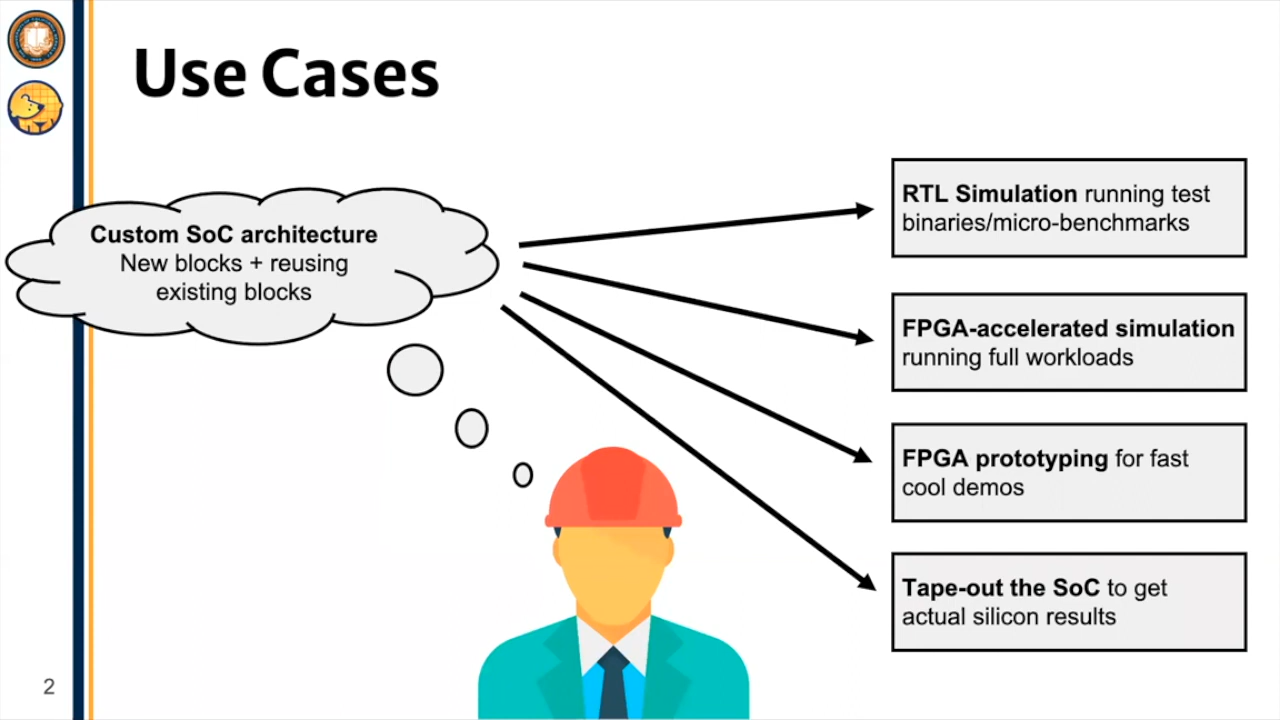 Use Cases
Custom SoC architecture
New blocks + reusing
existing blocks
RTL Simulation running test
binaries/micro-benchmarks
FPGA-accelerated simulation
running full workloads
FPGA prototyping for fast
cool demos
Tape-out the SoC to get
actual silicon results
2